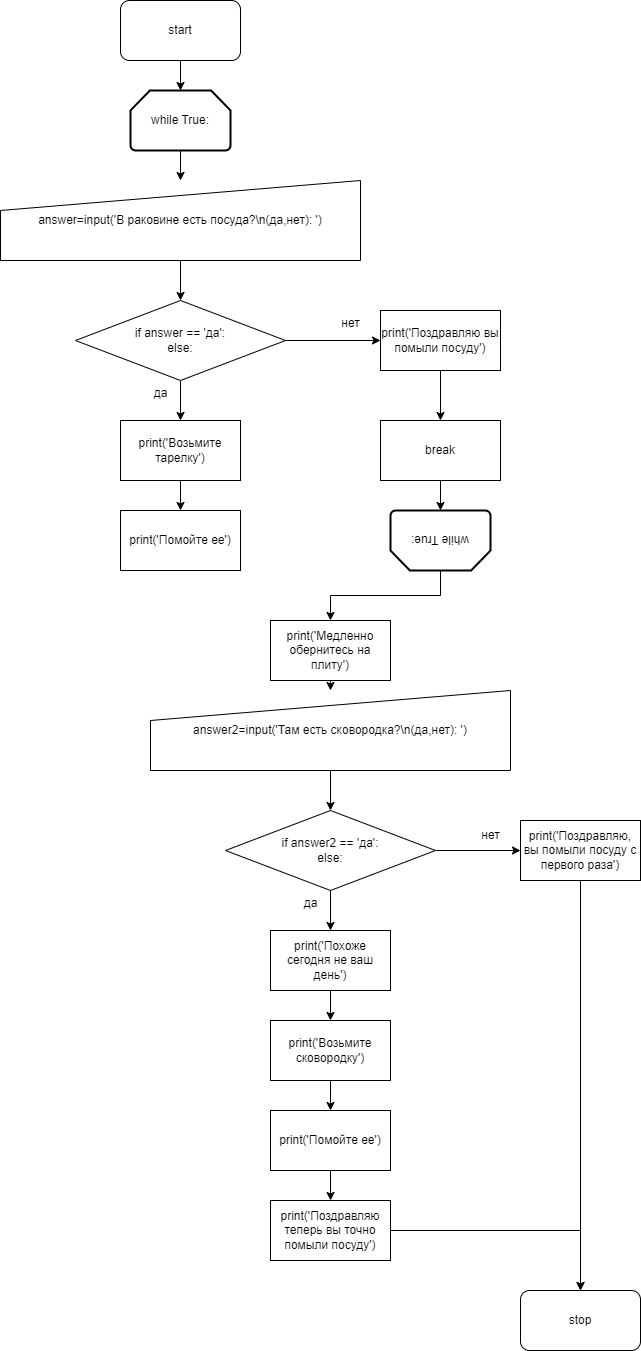 start
while True:
answer=input('В раковине есть посуда?\n(да,нет): ')
if answer == 'да':
else:
нет
print('Поздравляю вы
помыли посуду')
да
print('Возьмите
тарелку')
break
print('Помойте ее')
while True:
print('Медленно
обернитесь на
плиту')
answer2=input('Там есть сковородка?\n(да,нет): ')
if answer2 == 'да':
else:
нет
print('Поздравляю,
вы помыли посуду с
первого раза')
да
print('Похоже
сегодня не ваш
день')
print('Возьмите
сковородку')
print('Помойте ее')
print('Поздравляю
теперь вы точно
помыли посуду')
stop